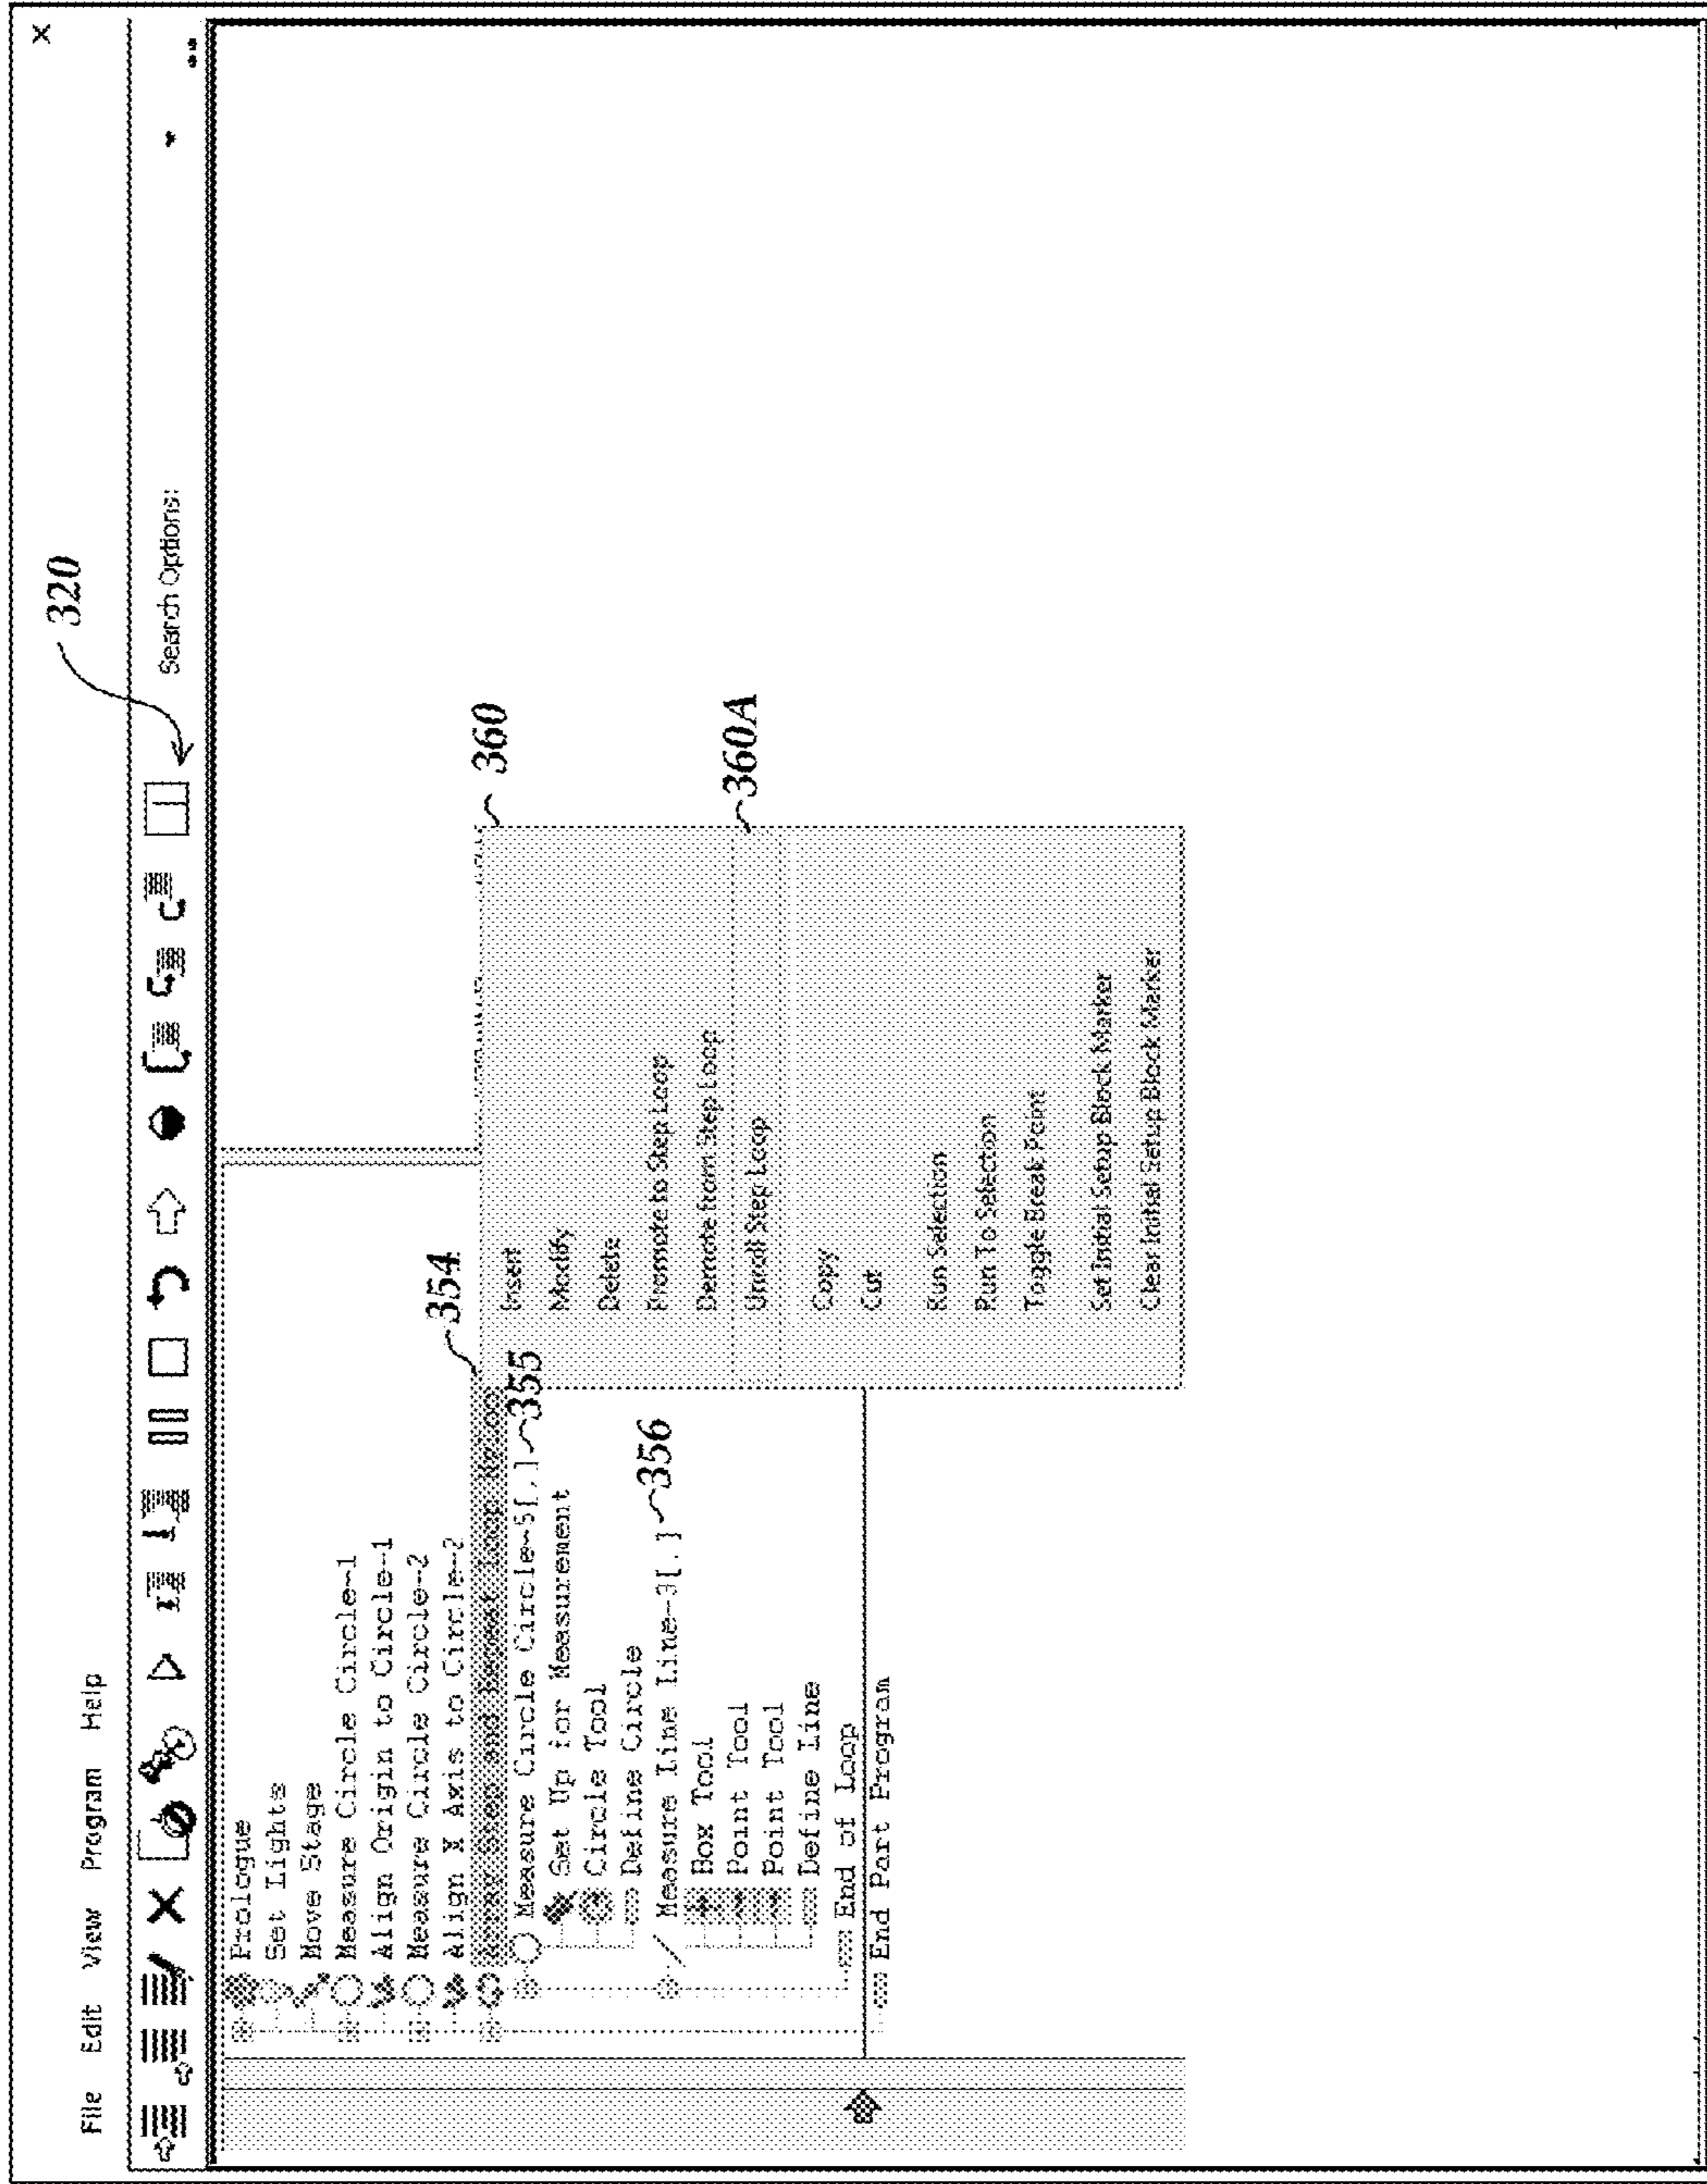 File Edit View Program Help
X
320
Search Options:
Prologue
Set Lights
Move Stage
Measure Circle Circle-1
Align Origin to Circle-1
Measure Circle Circle-2
Align X Axis to Circle-2
354
Array Step and Repeat Loop
Measure Circle Circle-5[,] 355
Set Up for Measurement
Circle Tool
Define Circle
Measure Line Line-3[,] 356
Box Tool
Point Tool
Point Tool
Define Line
End of Loop
End Part Program
360
Insert
Modify
Delete
Promote to Step Loop
Demote from Step Loop
Unroll Step Loop
360A
Copy
Cut
Run Selection
Run To Selection
Toggle Break Point
Set Initial Setup Block Marker
Clear Initial Setup Block Marker